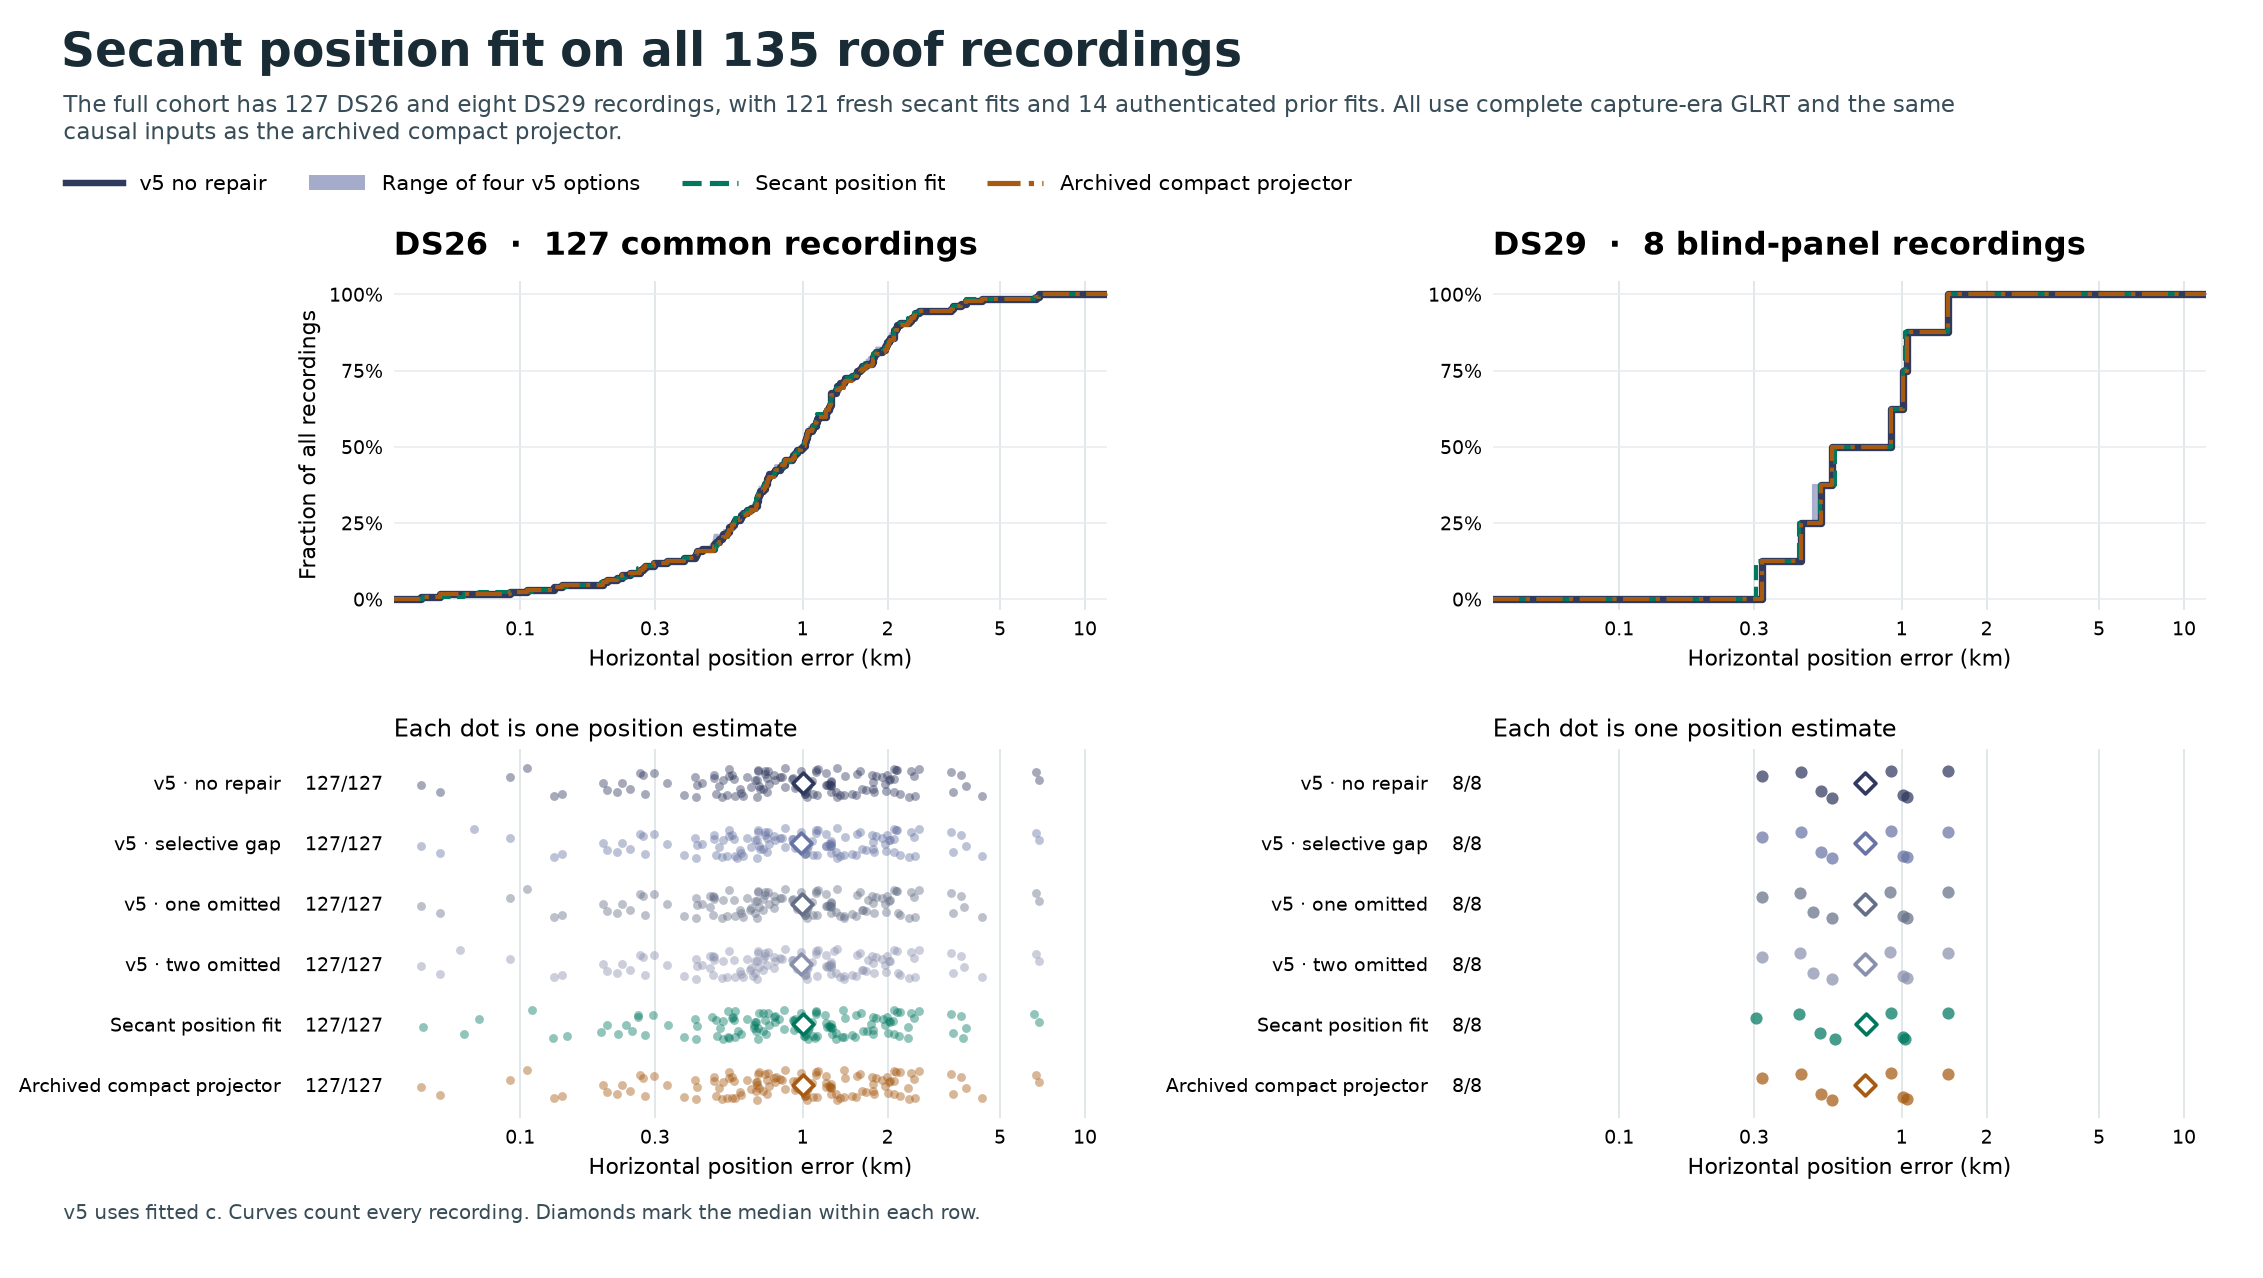 Secant position fit on all 135 roof recordings
The full cohort has 127 DS26 and eight DS29 recordings, with 121 fresh secant fits and 14 authenticated prior fits. All use complete capture-era GLRT and the same
causal inputs as the archived compact projector.
v5 no repair
Range of four v5 options
Secant position fit
Archived compact projector
DS26 · 127 common recordings
Fraction of all recordings
100%
75%
50%
25%
0%
0.1 0.3 1 2 5 10
Horizontal position error (km)
DS29 · 8 blind-panel recordings
100%
75%
50%
25%
0%
0.1 0.3 1 2 5 10
Horizontal position error (km)
Each dot is one position estimate
v5 · no repair 127/127
v5 · selective gap 127/127
v5 · one omitted 127/127
v5 · two omitted 127/127
Secant position fit 127/127
Archived compact projector 127/127
0.1 0.3 1 2 5 10
Horizontal position error (km)
Each dot is one position estimate
v5 · no repair 8/8
v5 · selective gap 8/8
v5 · one omitted 8/8
v5 · two omitted 8/8
Secant position fit 8/8
Archived compact projector 8/8
0.1 0.3 1 2 5 10
Horizontal position error (km)
v5 uses fitted c. Curves count every recording. Diamonds mark the median within each row.